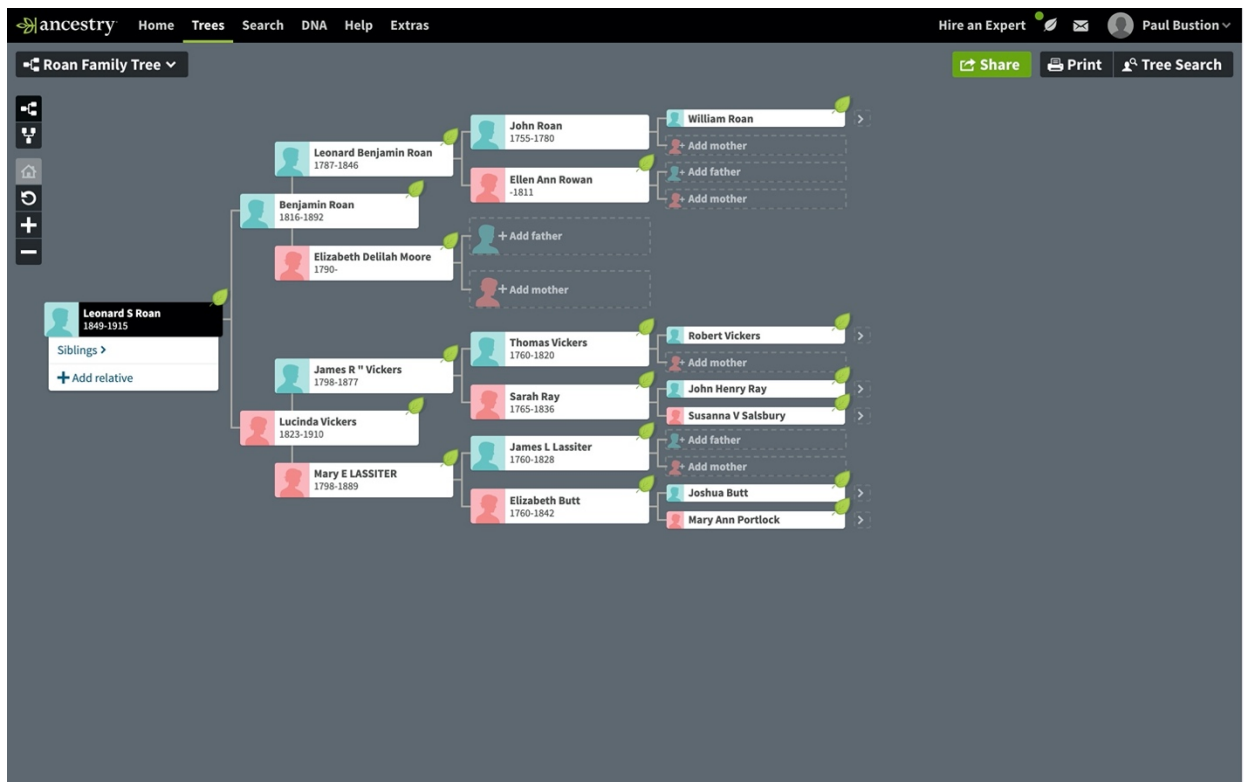 ancestry Home Trees Search DNA Help Extras Hire an Expert Paul Bustion
Roan Family Tree Share Print Tree Search
William Roan
John Roan
1755-1780
+ Add mother
Leonard Benjamin Roan
1787-1846
+ Add father
Ellen Ann Rowan
-1811
+ Add mother
Benjamin Roan
1816-1892
+ Add father
Elizabeth Delilah Moore
1790-
+ Add mother
Leonard S Roan
1849-1915
Siblings >
+ Add relative
Robert Vickers
Thomas Vickers
1760-1820
+ Add mother
James R " Vickers
1798-1877
John Henry Ray
Sarah Ray
1765-1836
Susanna V Salsbury
Lucinda Vickers
1823-1910
+ Add father
James L Lassiter
1760-1828
+ Add mother
Mary E LASSITER
1798-1889
Joshua Butt
Elizabeth Butt
1760-1842
Mary Ann Portlock